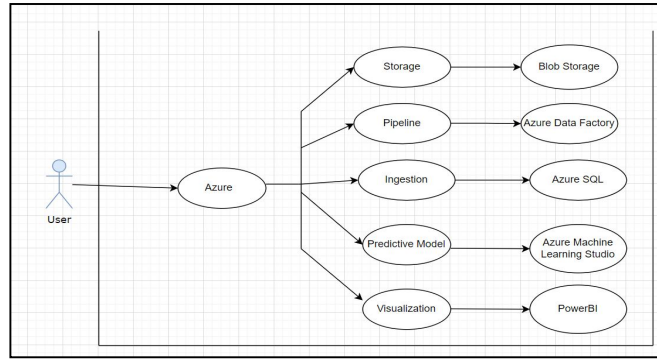 Storage
Blob Storage
Pipeline
Azure Data Factory
User
Azure
Ingestion
Azure SQL
Predictive Model
Azure Machine
Learning Studio
Visualization
PowerBI